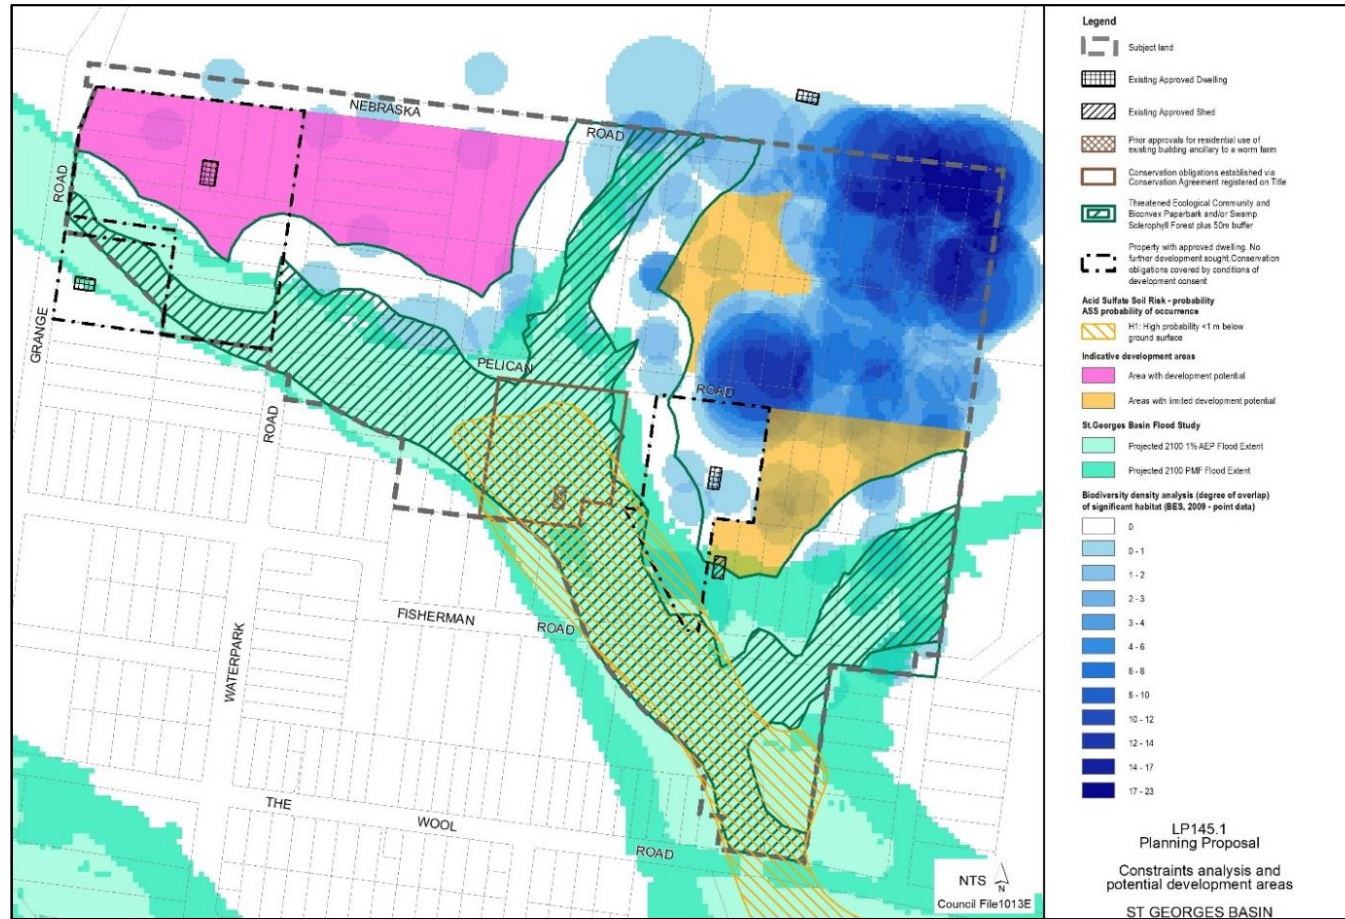 NEBRASKA
ROAD
ROAD
PELICAN
ROAD
GRANGE
ROAD
FISHERMAN
ROAD
WATERPARK
THE
WOOL
ROAD
NTS
N
Council File1013E
Legend
Subject land
Existing Approved Dwelling
Existing Approved Shed
Prior approvals for residential use of
existing building ancillary to a worm farm
Conservation obligations established via
Conservation Agreement registered on Title
Threatened Ecological Community and
Biconvex Paperbark and/or Swamp
Sclerophyll Forest plus 50m buffer
Property with approved dwelling. No
further development sought.Conservation
obligations covered by conditions of
development consent
Acid Sulfate Soil Risk - probability
ASS probability of occurrence
H1: High probability <1 m below
ground surface
Indicative development areas
Area with development potential
Areas with limited development potential
St.Georges Basin Flood Study
Projected 2100 1% AEP Flood Extent
Projected 2100 PMF Flood Extent
Biodiversity density analysis (degree of overlap)
of significant habitat (BES, 2009 - point data)
0
0 - 1
1 - 2
2 - 3
3 - 4
4 - 6
6 - 8
8 - 10
10 - 12
12 - 14
14 - 17
17 - 23
LP145.1
Planning Proposal
Constraints analysis and
potential development areas
ST GEORGES BASIN